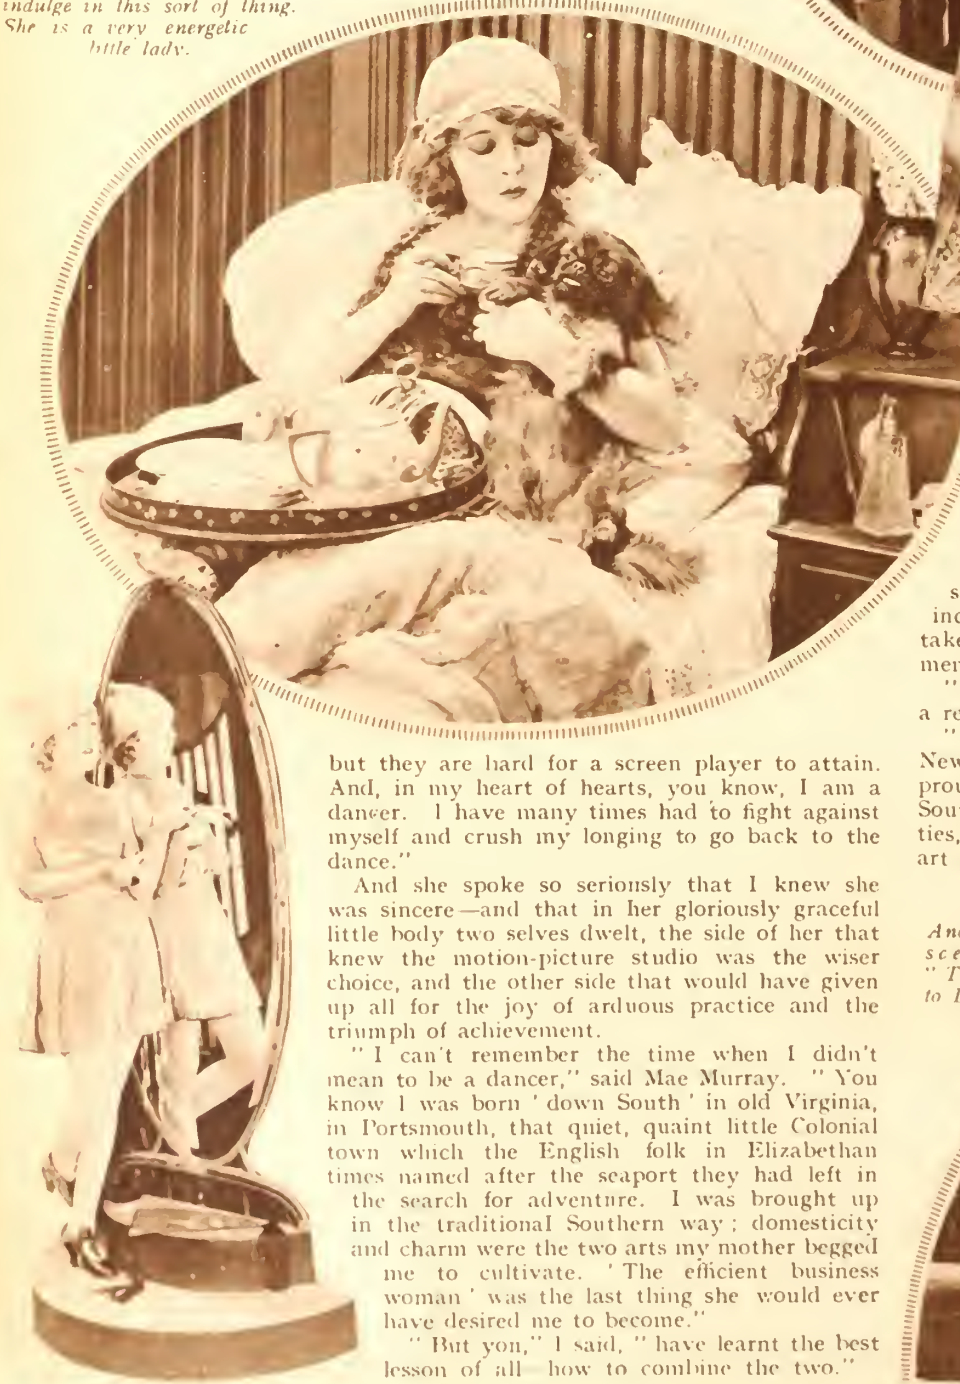 indulge in this sort of thing.
She is a very energetic
little lady.
but they are hard for a screen player to attain.
And, in my heart of hearts, you know, I am a
dancer. I have many times had to fight against
myself and crush my longing to go back to the
dance."
And she spoke so seriously that I knew she
was sincere—and that in her gloriously graceful
little body two selves dwelt, the side of her that
knew the motion-picture studio was the wiser
choice, and the other side that would have given
up all for the joy of arduous practice and the
triumph of achievement.
" I can't remember the time when I didn't
mean to be a dancer," said Mae Murray. " You
know I was born ' down South ' in old Virginia,
in Portsmouth, that quiet, quaint little Colonial
town which the English folk in Elizabethan
times named after the seaport they had left in
the search for adventure. I was brought up
in the traditional Southern way ; domesticity
and charm were the two arts my mother begged
me to cultivate. ' The efficient business
woman ' was the last thing she would ever
have desired me to become."
" But you," I said, " have learnt the best
lesson of all how to combine the two."
s
inc
take
men
"
a re
"
New
prou
Sou
ties,
art
And
sce
" T
to